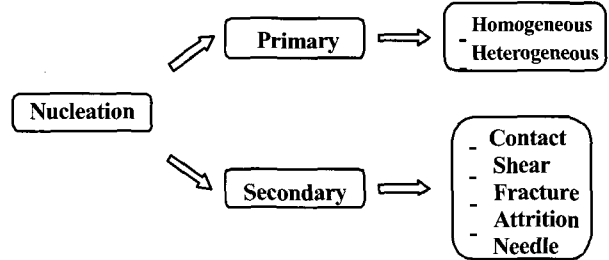 Nucleation
Primary
- Homogeneous
- Heterogeneous
Secondary
- Contact
- Shear
- Fracture
- Attrition
- Needle